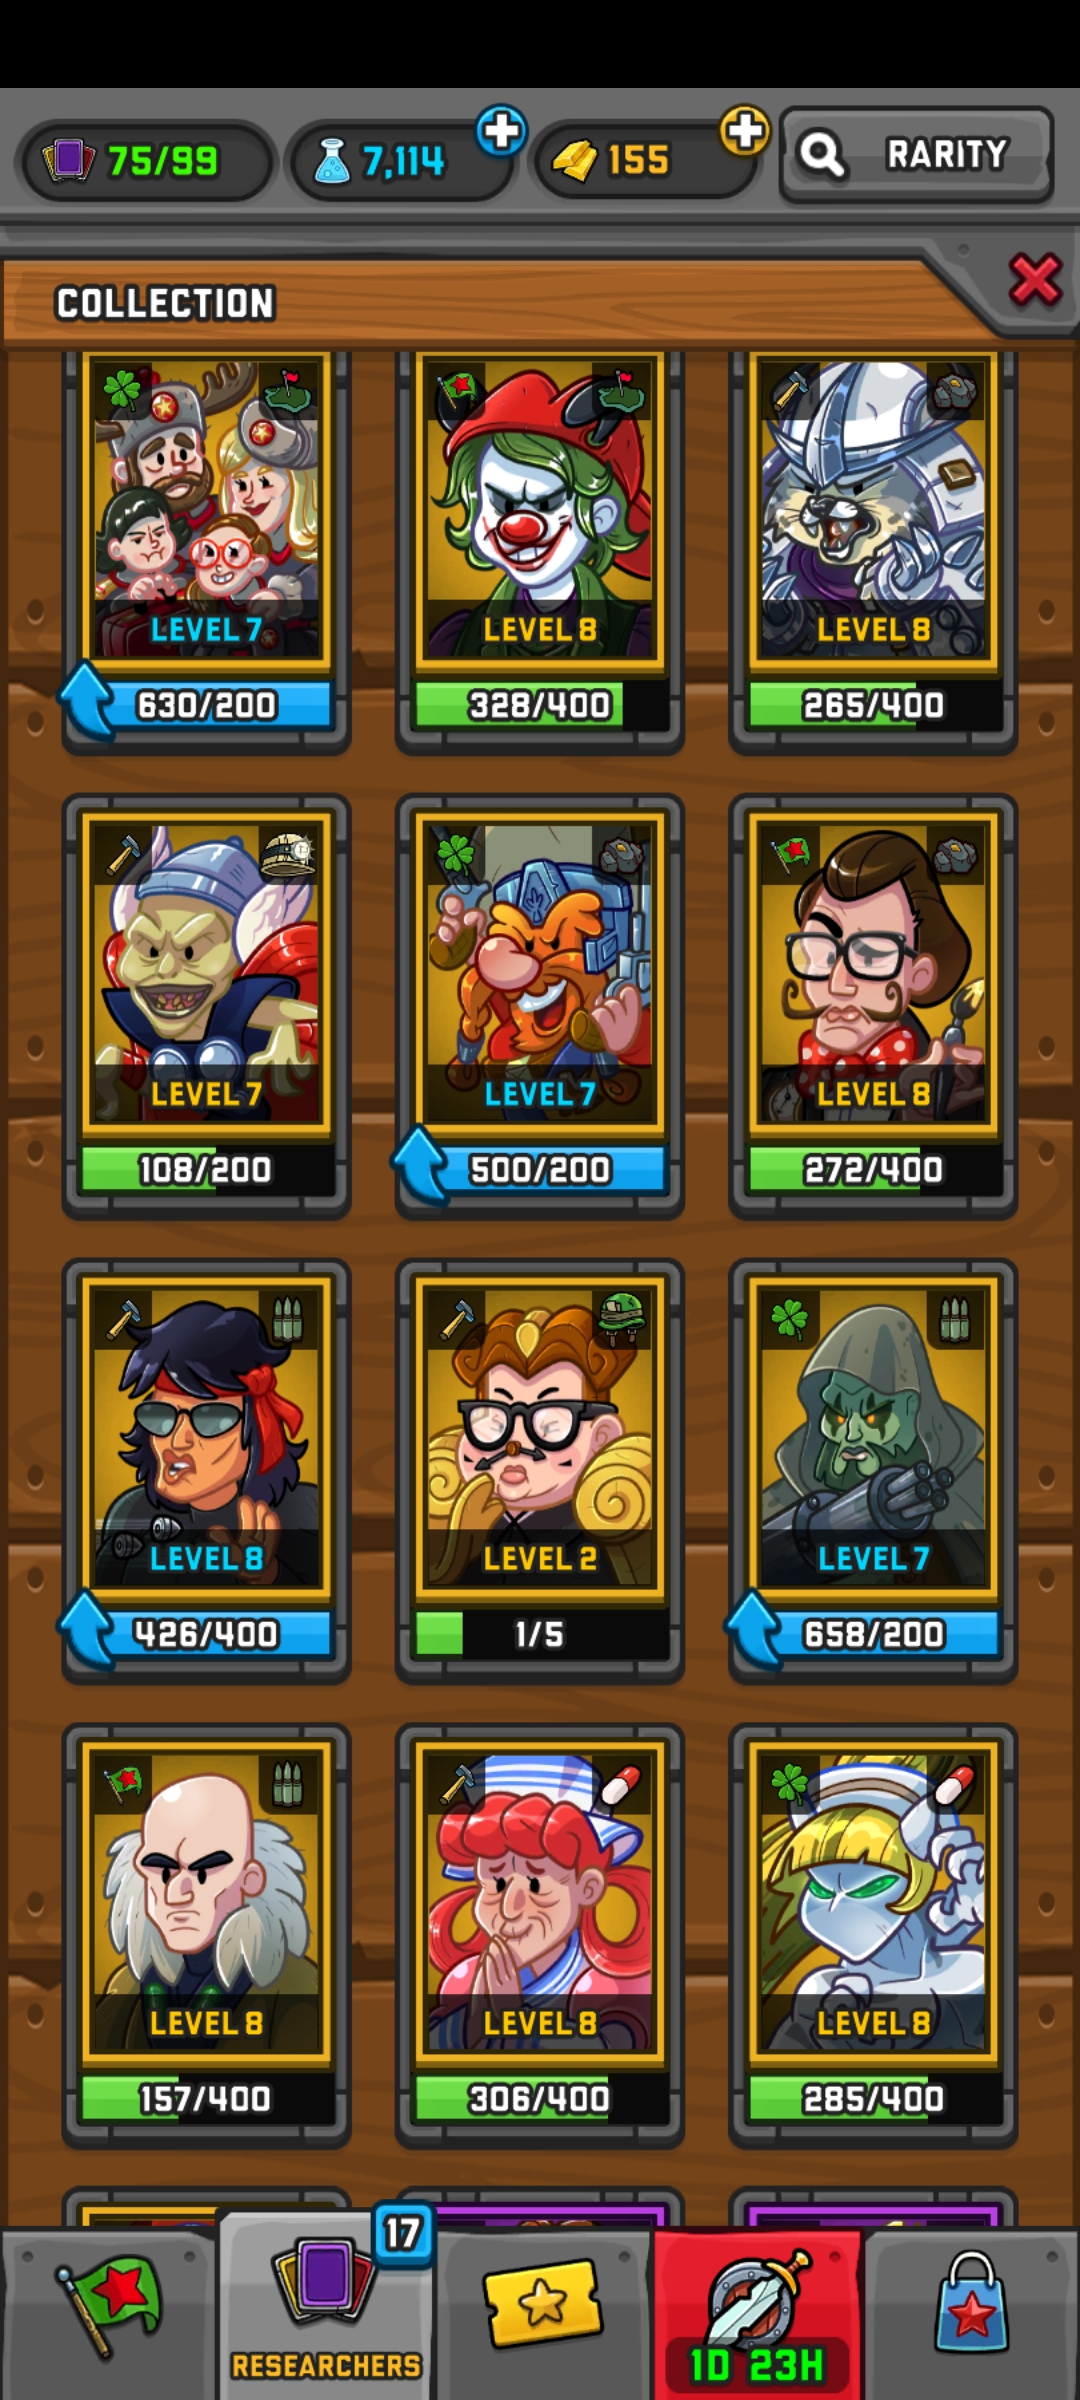 75/99 7,114 155 RARITY
COLLECTION
LEVEL 7 LEVEL 8 LEVEL 8
630/200 328/400 265/400
LEVEL 7 LEVEL 7 LEVEL 8
108/200 500/200 272/400
LEVEL 8 LEVEL 2 LEVEL 7
426/400 1/5 658/200
LEVEL 8 LEVEL 8 LEVEL 8
157/400 306/400 285/400
17
RESEARCHERS 1D 23H